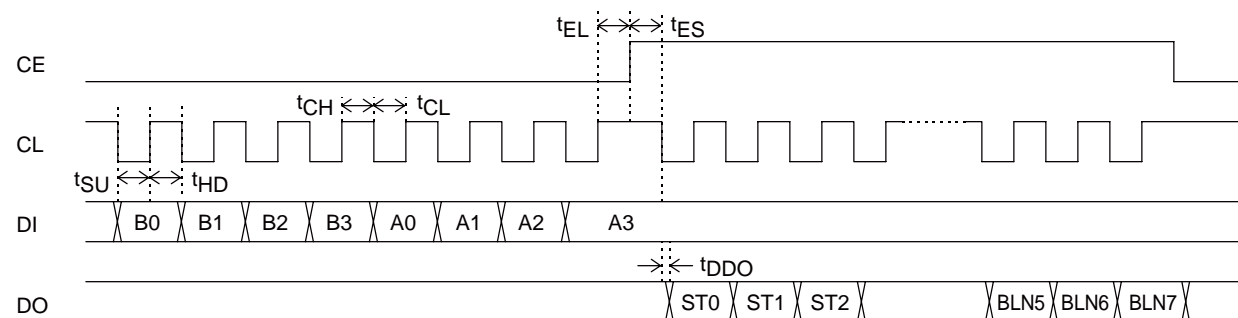 tEL tES
CE
tCH tCL
CL
tSU tHD
DI B0 B1 B2 B3 A0 A1 A2 A3
tDDO
DO ST0 ST1 ST2 BLN5 BLN6 BLN7